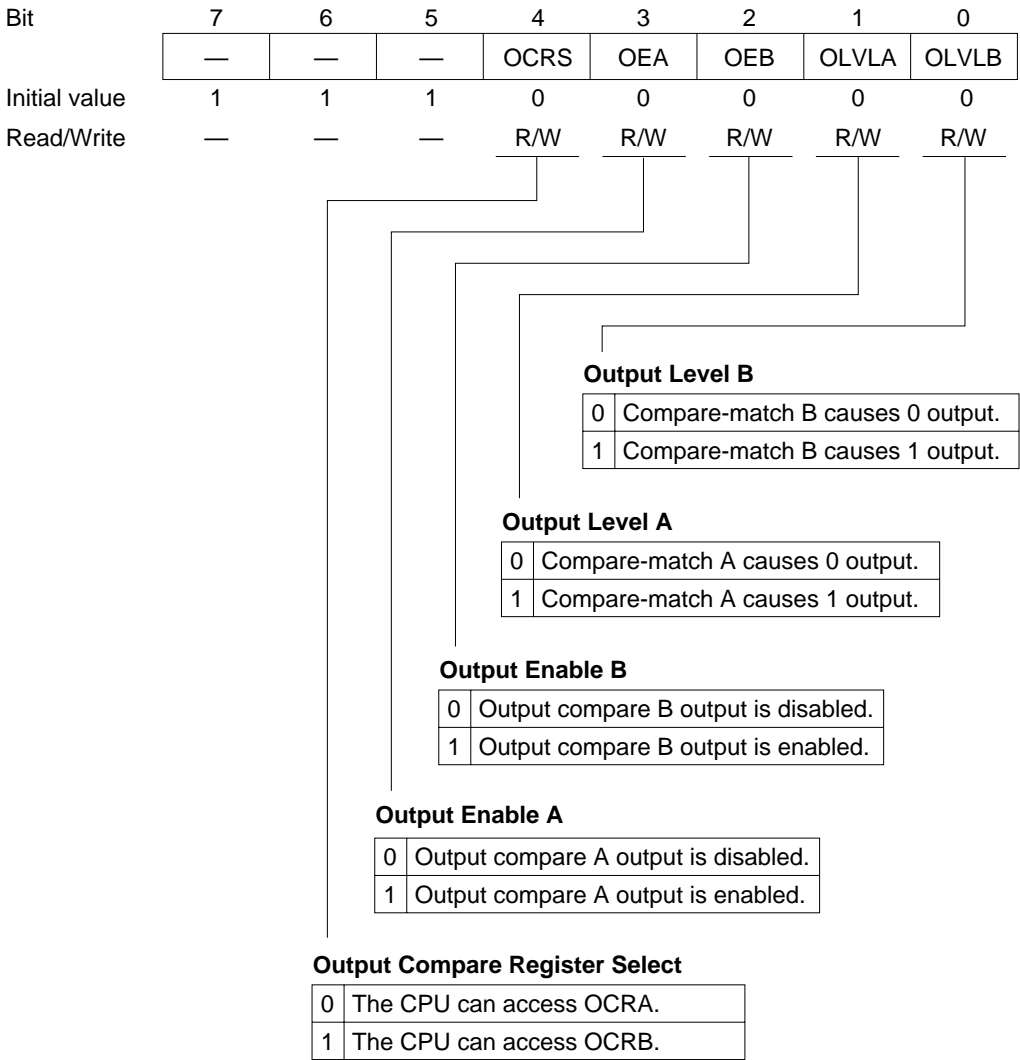 Bit 7 6 5 4 3 2 1 0
— — — OCRS OEA OEB OLVLA OLVLB
Initial value 1 1 1 0 0 0 0 0
Read/Write — — — R/W R/W R/W R/W R/W
Output Level B
0 Compare-match B causes 0 output.
1 Compare-match B causes 1 output.
Output Level A
0 Compare-match A causes 0 output.
1 Compare-match A causes 1 output.
Output Enable B
0 Output compare B output is disabled.
1 Output compare B output is enabled.
Output Enable A
0 Output compare A output is disabled.
1 Output compare A output is enabled.
Output Compare Register Select
0 The CPU can access OCRA.
1 The CPU can access OCRB.